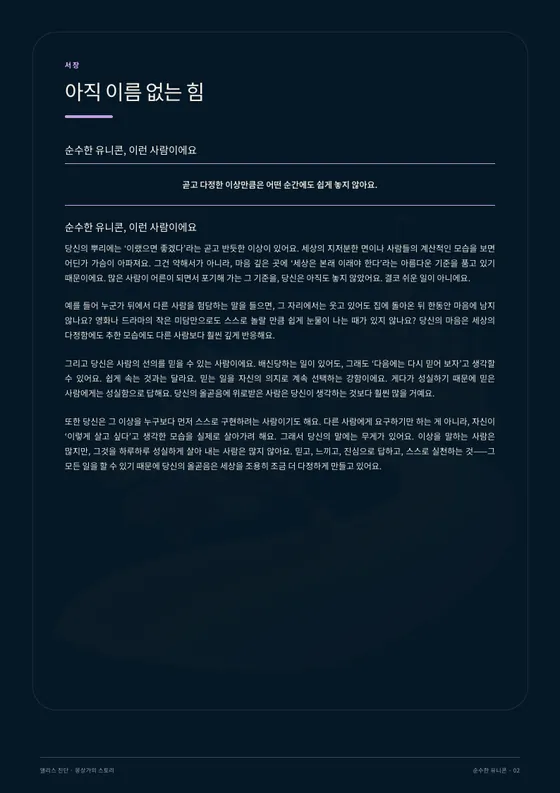 서장
아직 이름 없는 힘
순수한 유니콘, 이런 사람이에요
곧고 다정한 이상만큼은 어떤 순간에도 쉽게 놓지 않아요.
순수한 유니콘, 이런 사람이에요
당신의 뿌리에는 ‘이랬으면 좋겠다’라는 곧고 반듯한 이상이 있어요. 세상의 지저분한 면이나 사람들의 계산적인 모습을 보면
어딘가 가슴이 아파져요. 그건 약해서가 아니라, 마음 깊은 곳에 ‘세상은 본래 이래야 한다’라는 아름다운 기준을 품고 있기
때문이에요. 많은 사람이 어른이 되면서 포기해 가는 그 기준을, 당신은 아직도 놓지 않았어요. 결코 쉬운 일이 아니에요.
예를 들어 누군가 뒤에서 다른 사람을 험담하는 말을 들으면, 그 자리에서는 웃고 있어도 집에 돌아온 뒤 한동안 마음에 남지
않나요? 영화나 드라마의 작은 미담만으로도 스스로 놀랄 만큼 쉽게 눈물이 나는 때가 있지 않나요? 당신의 마음은 세상의
다정함에도 추한 모습에도 다른 사람보다 훨씬 깊게 반응해요.
그리고 당신은 사람의 선의를 믿을 수 있는 사람이에요. 배신당하는 일이 있어도, 그래도 ‘다음에는 다시 믿어 보자’고 생각할
수 있어요. 쉽게 속는 것과는 달라요. 믿는 일을 자신의 의지로 계속 선택하는 강함이에요. 게다가 성실하기 때문에 믿은
사람에게는 성실함으로 답해요. 당신의 올곧음에 위로받은 사람은 당신이 생각하는 것보다 훨씬 많을 거예요.
또한 당신은 그 이상을 누구보다 먼저 스스로 구현하려는 사람이기도 해요. 다른 사람에게 요구하기만 하는 게 아니라, 자신이
‘이렇게 살고 싶다’고 생각한 모습을 실제로 살아가려 해요. 그래서 당신의 말에는 무게가 있어요. 이상을 말하는 사람은
많지만, 그것을 하루하루 성실하게 살아 내는 사람은 많지 않아요. 믿고, 느끼고, 진심으로 답하고, 스스로 실천하는 것——그
모든 일을 할 수 있기 때문에 당신의 올곧음은 세상을 조용히 조금 더 다정하게 만들고 있어요.
앨리스 진단 · 몽상가의 스토리
순수한 유니콘 · 02